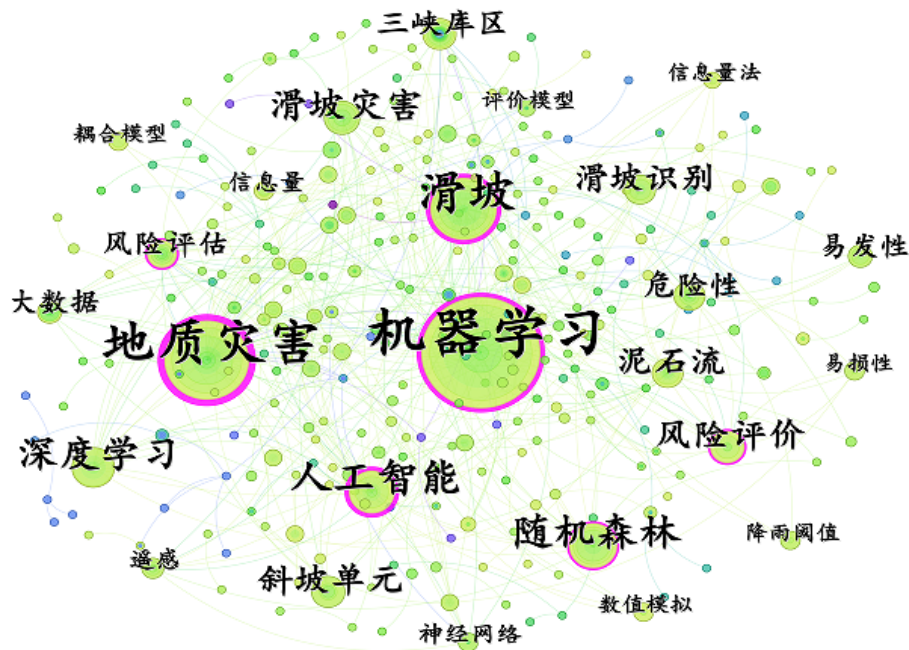 三峡库区
信息量法
滑坡灾害
评价模型
耦合模型
信息量
滑坡
滑坡识别
风险评估
易发性
大数据
危险性
地质灾害
机器学习
泥石流
易损性
深度学习
风险评价
人工智能
随机森林
降雨阈值
遥感
斜坡单元
数值模拟
神经网络